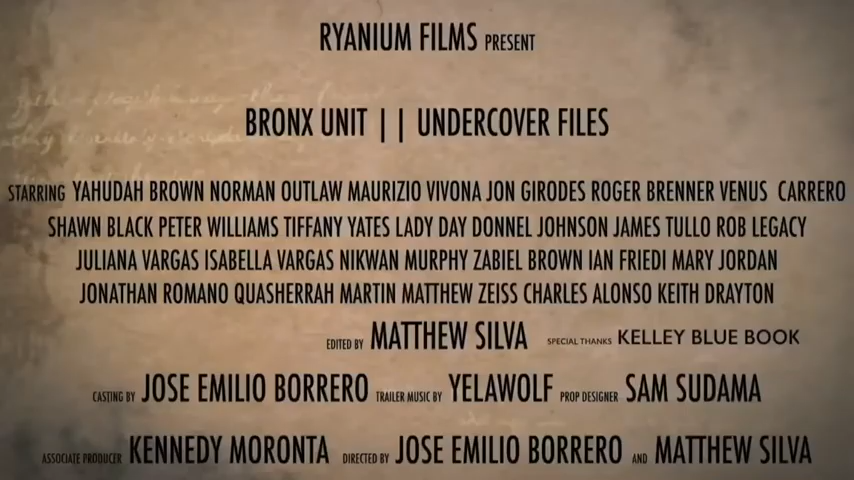 RYANIUM FILMS PRESENT
BRONX UNIT || UNDERCOVER FILES
STARRING YAHUDAH BROWN NORMAN OUTLAW MAURIZIO VIVONA JON GIRODES ROGER BRENNER VENUS CARRERO
SHAWN BLACK PETER WILLIAMS TIFFANY YATES LADY DAY DONNEL JOHNSON JAMES TULLO ROB LEGACY
JULIANA VARGAS ISABELLA VARGAS NIKWAN MURPHY ZABIEL BROWN IAN FRIEDI MARY JORDAN
JONATHAN ROMANO QUASHERRAH MARTIN MATTHEW ZEISS CHARLES ALONSO KEITH DRAYTON
EDITED BY MATTHEW SILVA SPECIAL THANKS KELLEY BLUE BOOK
CASTING BY JOSE EMILIO BORRERO TRAILER MUSIC BY YELAWOLF PROP DESIGNER SAM SUDAMA
ASSOCIATE PRODUCER KENNEDY MORONTA DIRECTED BY JOSE EMILIO BORRERO AND MATTHEW SILVA